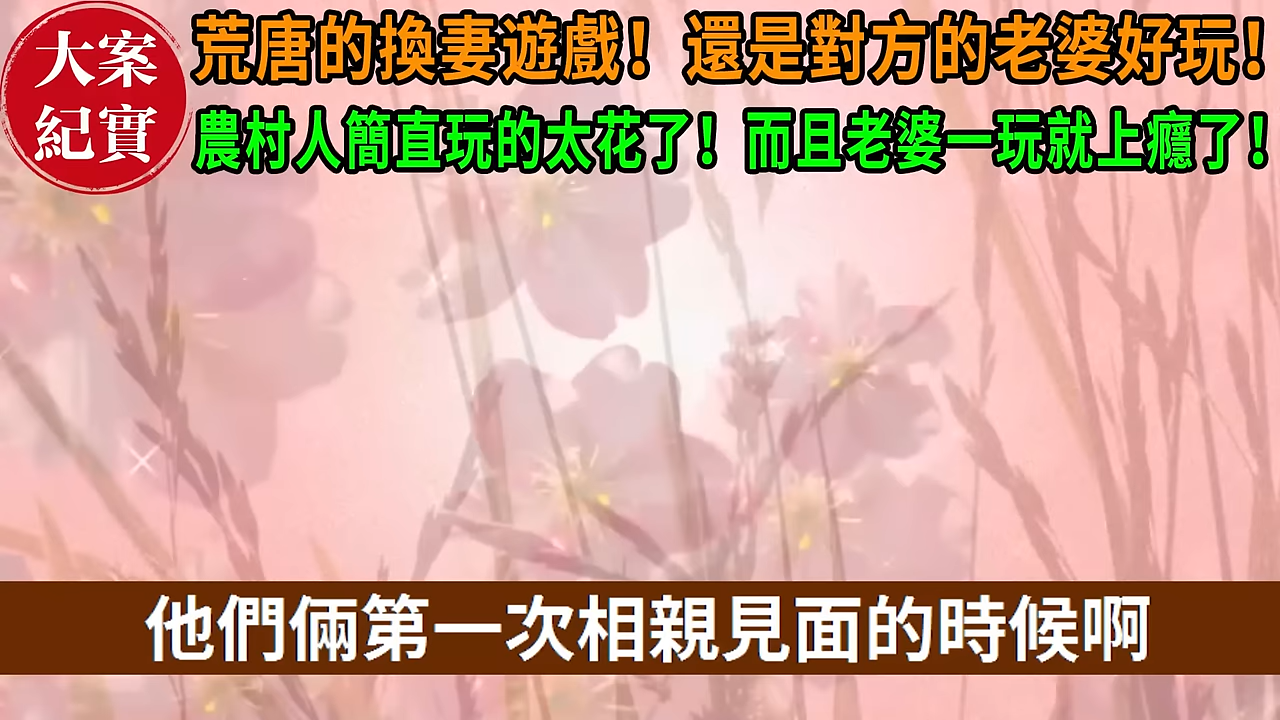 大案
紀實
荒唐的換妻遊戲！還是對方的老婆好玩！
農村人簡直玩的太花了！而且老婆一玩就上癮了！
他們倆第一次相親見面的時候啊